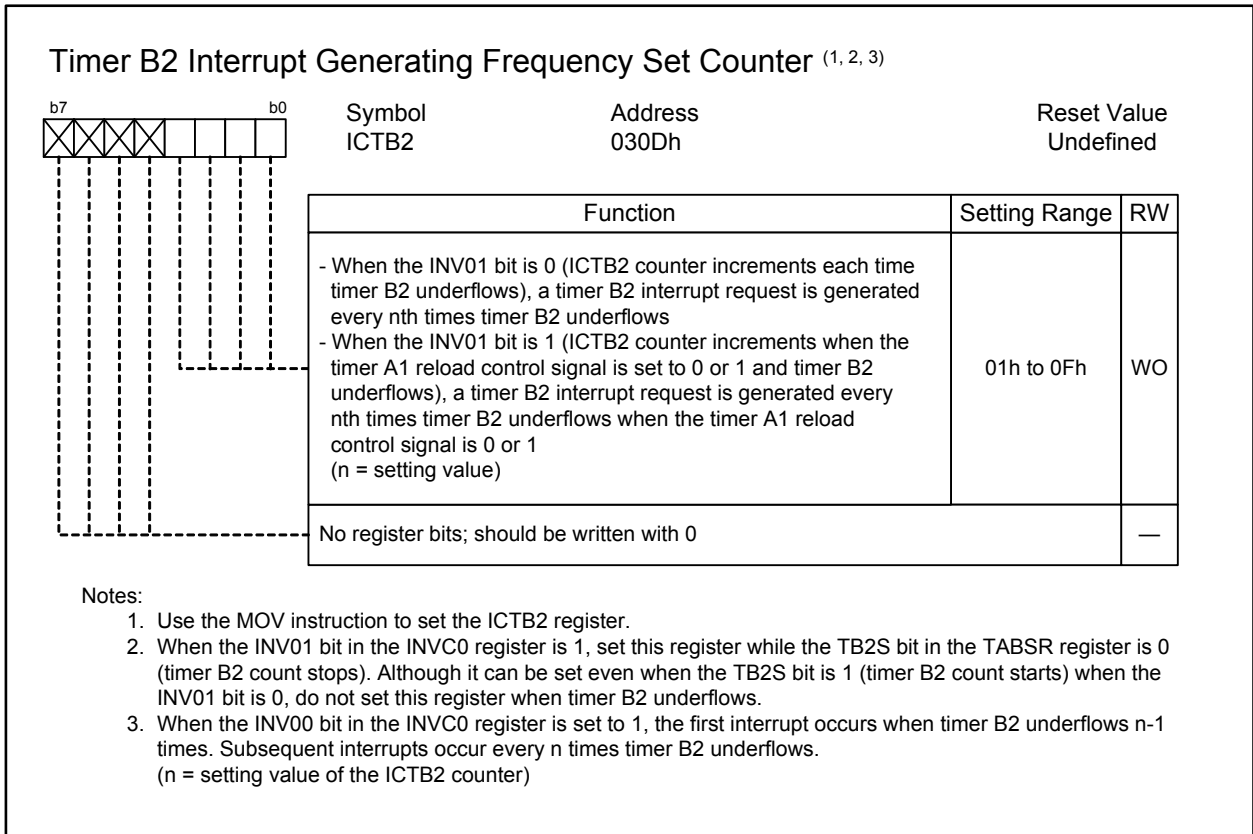 Timer B2 Interrupt Generating Frequency Set Counter (1, 2, 3)
b7 b0
Symbol Address Reset Value
ICTB2 030Dh Undefined
Function Setting Range RW
- When the INV01 bit is 0 (ICTB2 counter increments each time
timer B2 underflows), a timer B2 interrupt request is generated
every nth times timer B2 underflows
- When the INV01 bit is 1 (ICTB2 counter increments when the
timer A1 reload control signal is set to 0 or 1 and timer B2
underflows), a timer B2 interrupt request is generated every
nth times timer B2 underflows when the timer A1 reload
control signal is 0 or 1
(n = setting value)
01h to 0Fh WO
No register bits; should be written with 0 —
Notes:
1. Use the MOV instruction to set the ICTB2 register.
2. When the INV01 bit in the INVC0 register is 1, set this register while the TB2S bit in the TABSR register is 0
(timer B2 count stops). Although it can be set even when the TB2S bit is 1 (timer B2 count starts) when the
INV01 bit is 0, do not set this register when timer B2 underflows.
3. When the INV00 bit in the INVC0 register is set to 1, the first interrupt occurs when timer B2 underflows n-1
times. Subsequent interrupts occur every n times timer B2 underflows.
(n = setting value of the ICTB2 counter)